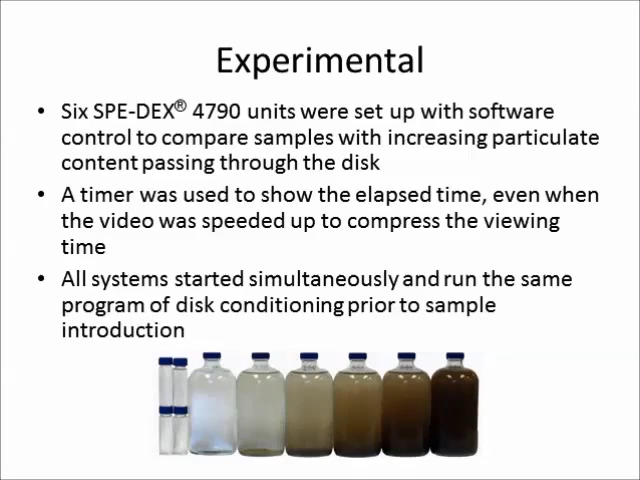 Experimental
• Six SPE-DEX® 4790 units were set up with software
control to compare samples with increasing particulate
content passing through the disk
• A timer was used to show the elapsed time, even when
the video was speeded up to compress the viewing
time
• All systems started simultaneously and run the same
program of disk conditioning prior to sample
introduction